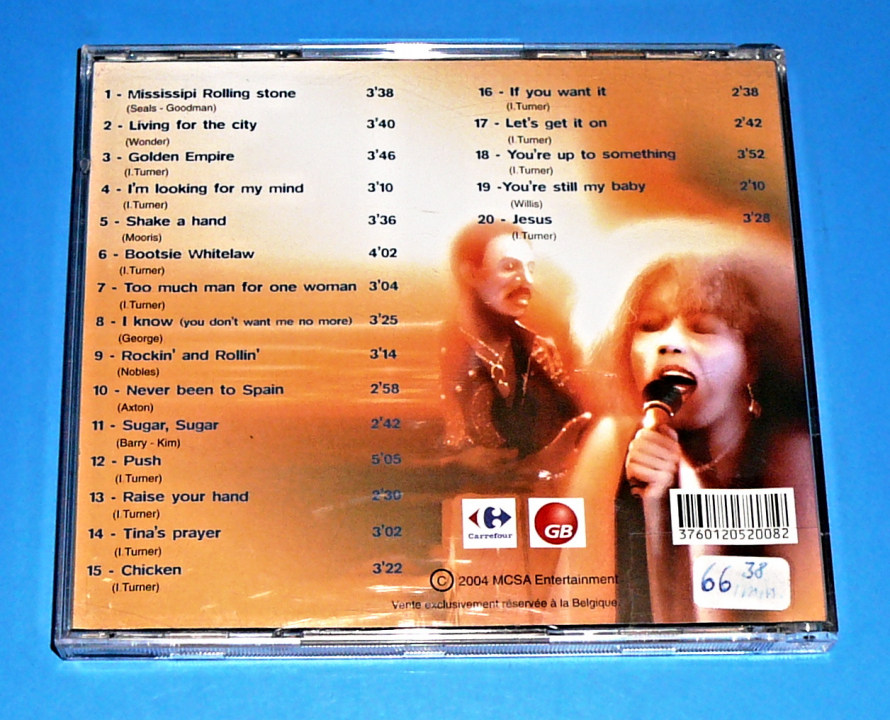 1 - Mississipi Rolling stone 3'38
(Seals - Goodman)
2 - Living for the city 3'40
(Wonder)
3 - Golden Empire 3'46
(I.Turner)
4 - I'm looking for my mind 3'10
(I.Turner)
5 - Shake a hand 3'36
(Mooris)
6 - Bootsie Whitelaw 4'02
(I.Turner)
7 - Too much man for one woman 3'04
(I.Turner)
8 - I know (you don't want me no more) 3'25
(George)
9 - Rockin' and Rollin' 3'14
(Nobles)
10 - Never been to Spain 2'58
(Axton)
11 - Sugar, Sugar 2'42
(Barry - Kim)
12 - Push 5'05
(I.Turner)
13 - Raise your hand 2'30
(I.Turner)
14 - Tina's prayer 3'02
(I.Turner)
15 - Chicken 3'22
(I.Turner)
16 - If you want it 2'38
(I.Turner)
17 - Let's get it on 2'42
(I.Turner)
18 - You're up to something 3'52
(I.Turner)
19 -You're still my baby 2'10
(Willis)
20 - Jesus 3'28
(I.Turner)
Carrefour
GB
3760120520082
© 2004 MCSA Entertainment
Vente exclusivement réservée à la Belgique.
66 38